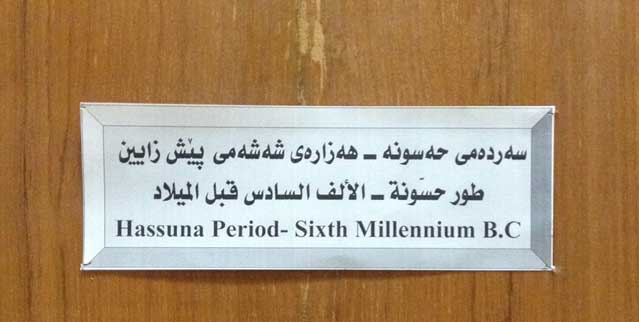 سەردەمی حەسونە – هەزارەی شەشەمی پێش زایین
طور حسّونة – الألف السادس قبل الميلاد
Hassuna Period- Sixth Millennium B.C